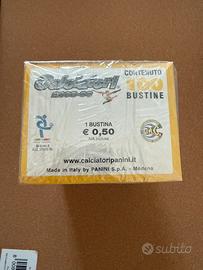 Calciatori
CONTENUTO
100
BUSTINE
1 BUSTINA
€ 0,50
www.calciatoripanini.it
Made in Italy by PANINI S.p.A. - Modena
subito